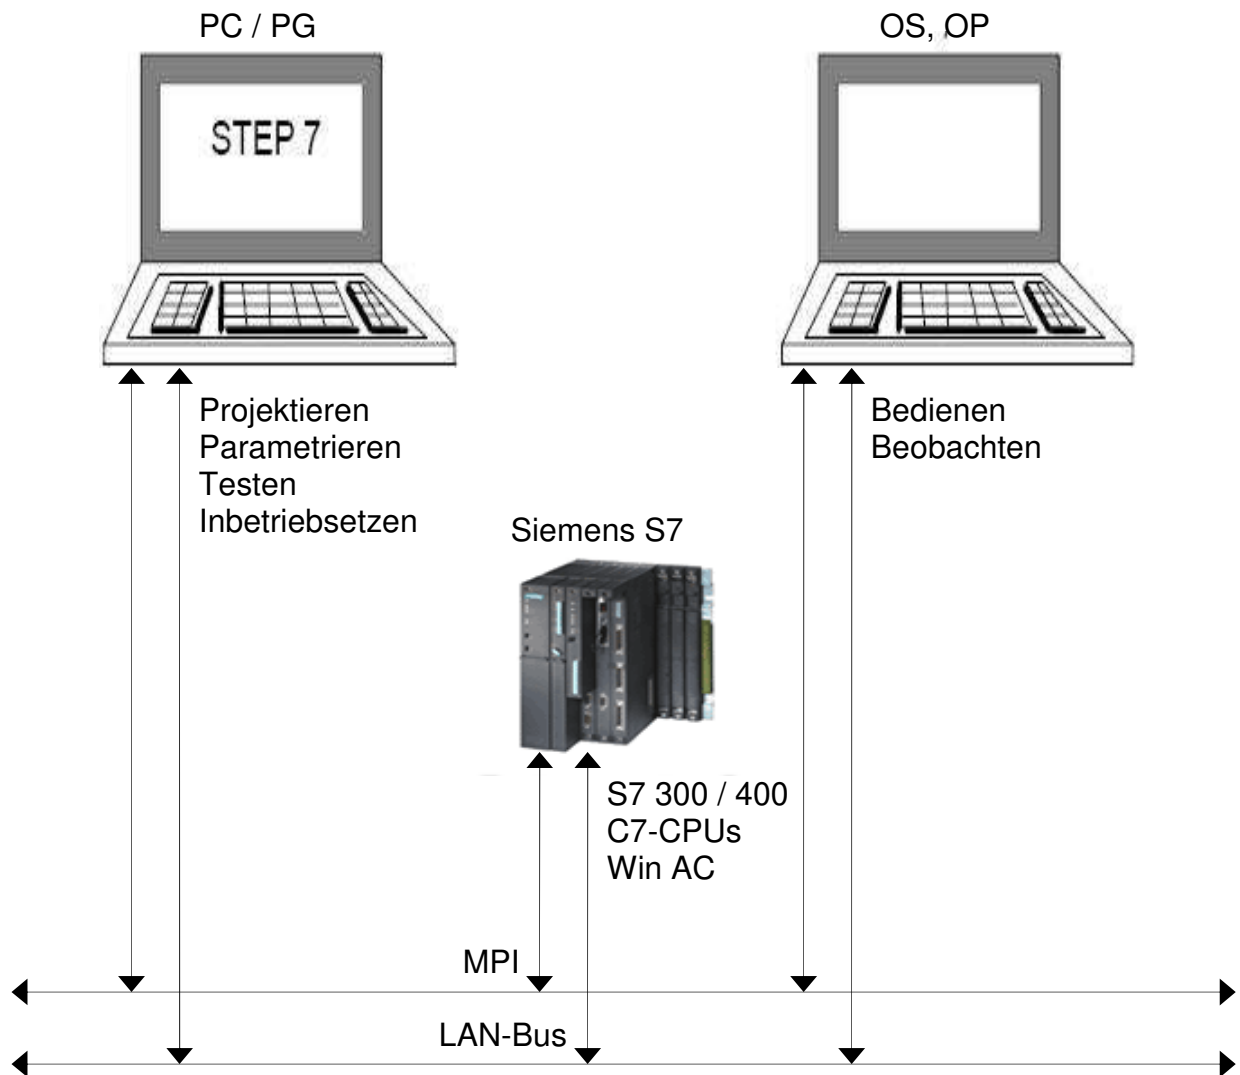 PC / PG
OS, OP
STEP 7
Projektieren
Parametrieren
Testen
Inbetriebsetzen
Bedienen
Beobachten
Siemens S7
S7 300 / 400
C7-CPUs
Win AC
MPI
LAN-Bus